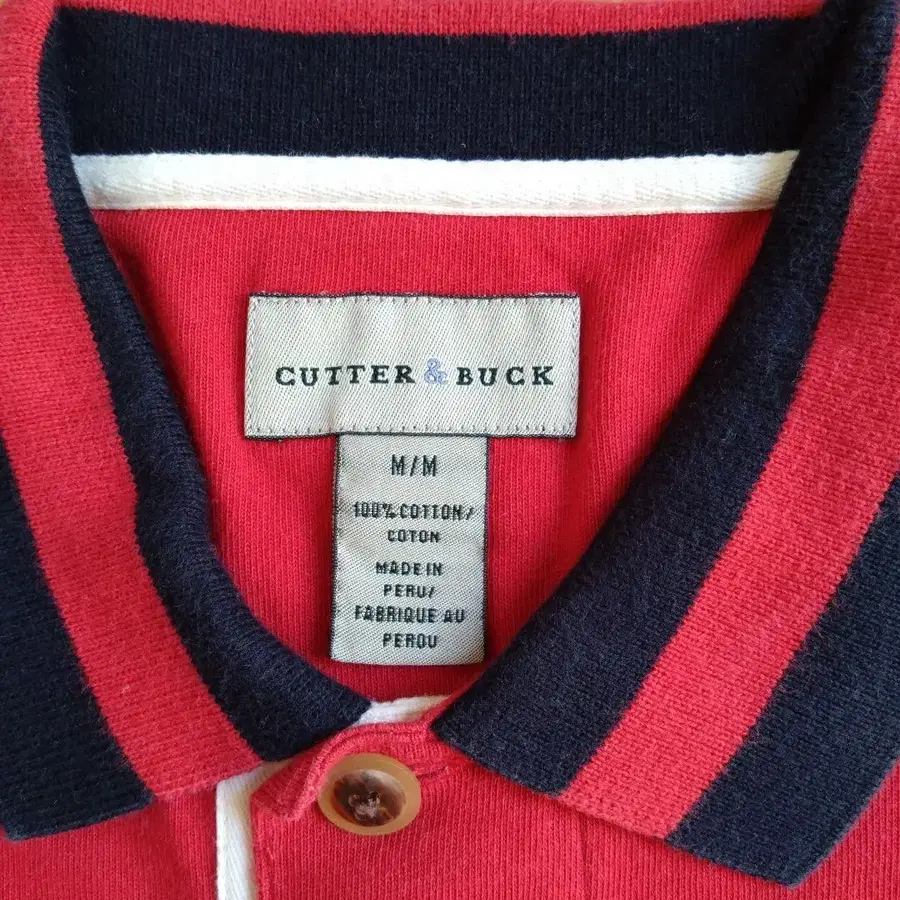 CUTTER & BUCK
M/M
100% COTTON/
COTON
MADE IN
PERU/
FABRIQUE AU
PEROU